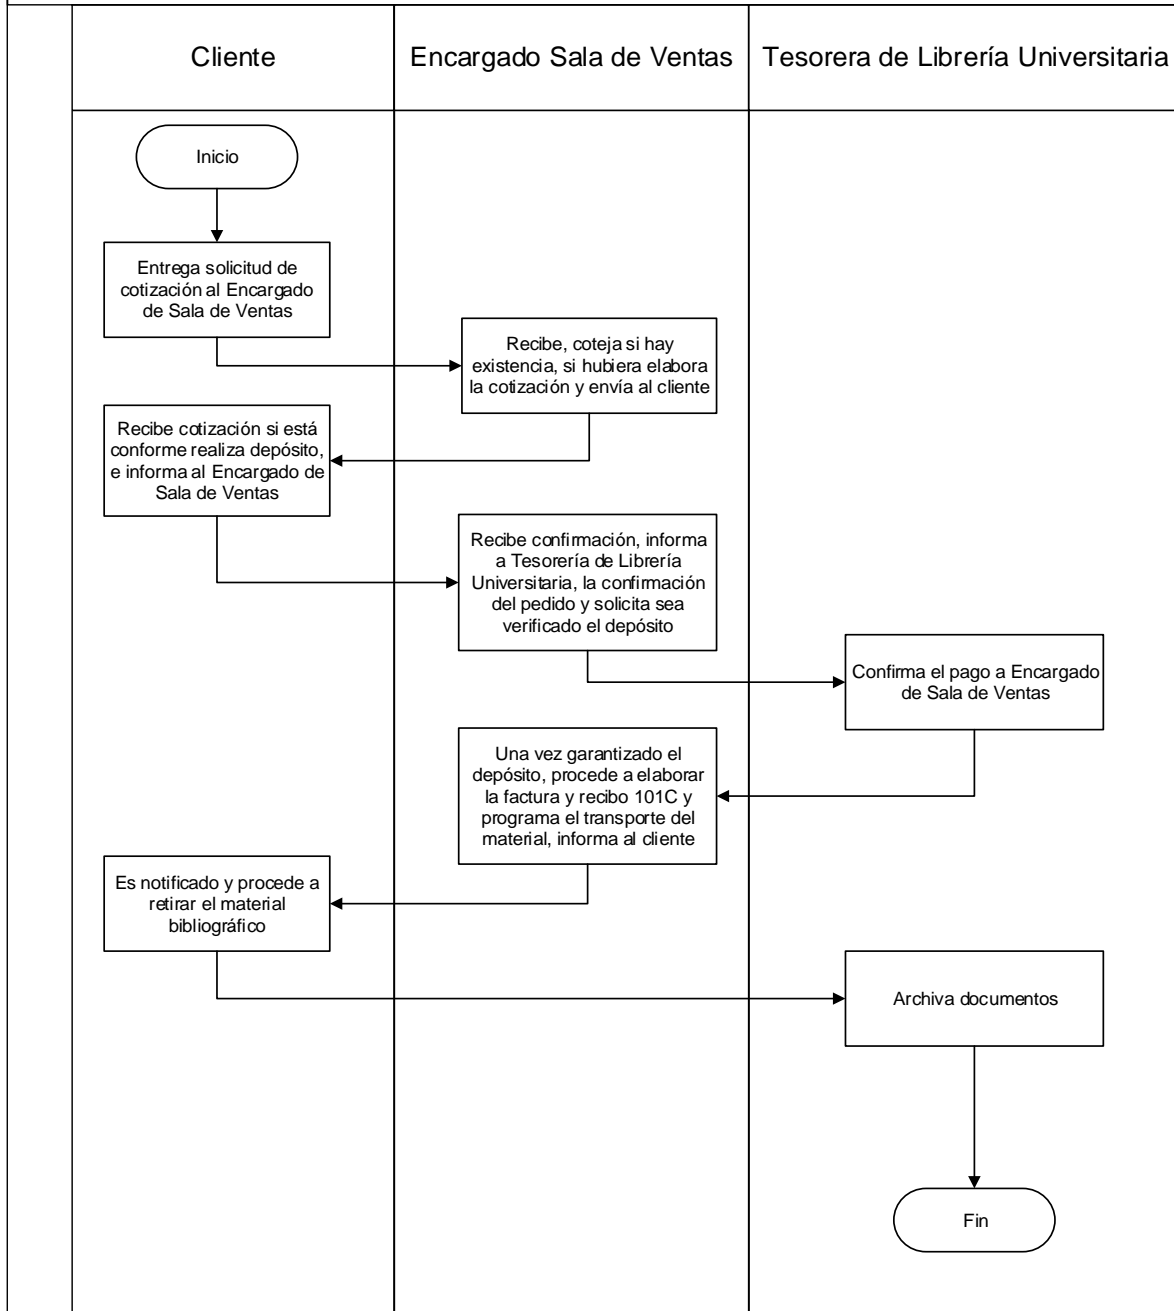 Cliente
Encargado Sala de Ventas
Tesorera de Librería Universitaria
Inicio
Entrega solicitud de
cotización al Encargado
de Sala de Ventas
Recibe, coteja si hay
existencia, si hubiera elabora
la cotización y envía al cliente
Recibe cotización si está
conforme realiza depósito,
e informa al Encargado de
Sala de Ventas
Recibe confirmación, informa
a Tesorería de Librería
Universitaria, la confirmación
del pedido y solicita sea
verificado el depósito
Confirma el pago a Encargado
de Sala de Ventas
Una vez garantizado el
depósito, procede a elaborar
la factura y recibo 101C y
programa el transporte del
material, informa al cliente
Es notificado y procede a
retirar el material
bibliográfico
Archiva documentos
Fin